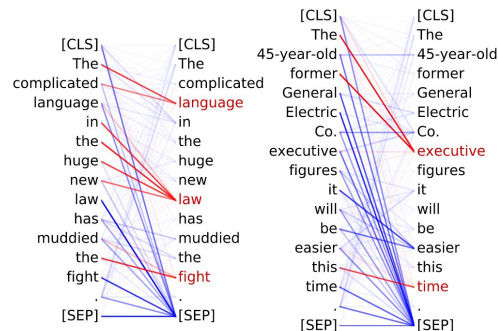 [CLS] [CLS]
The The
complicated complicated
language language
in in
the the
huge huge
new new
law law
has has
muddied muddied
the the
fight fight
. .
[SEP] [SEP]
[CLS] [CLS]
The The
45-year-old 45-year-old
former former
General General
Electric Electric
Co. Co.
executive executive
figures figures
it it
will will
be be
easier easier
this this
time time
. .
[SEP] [SEP]